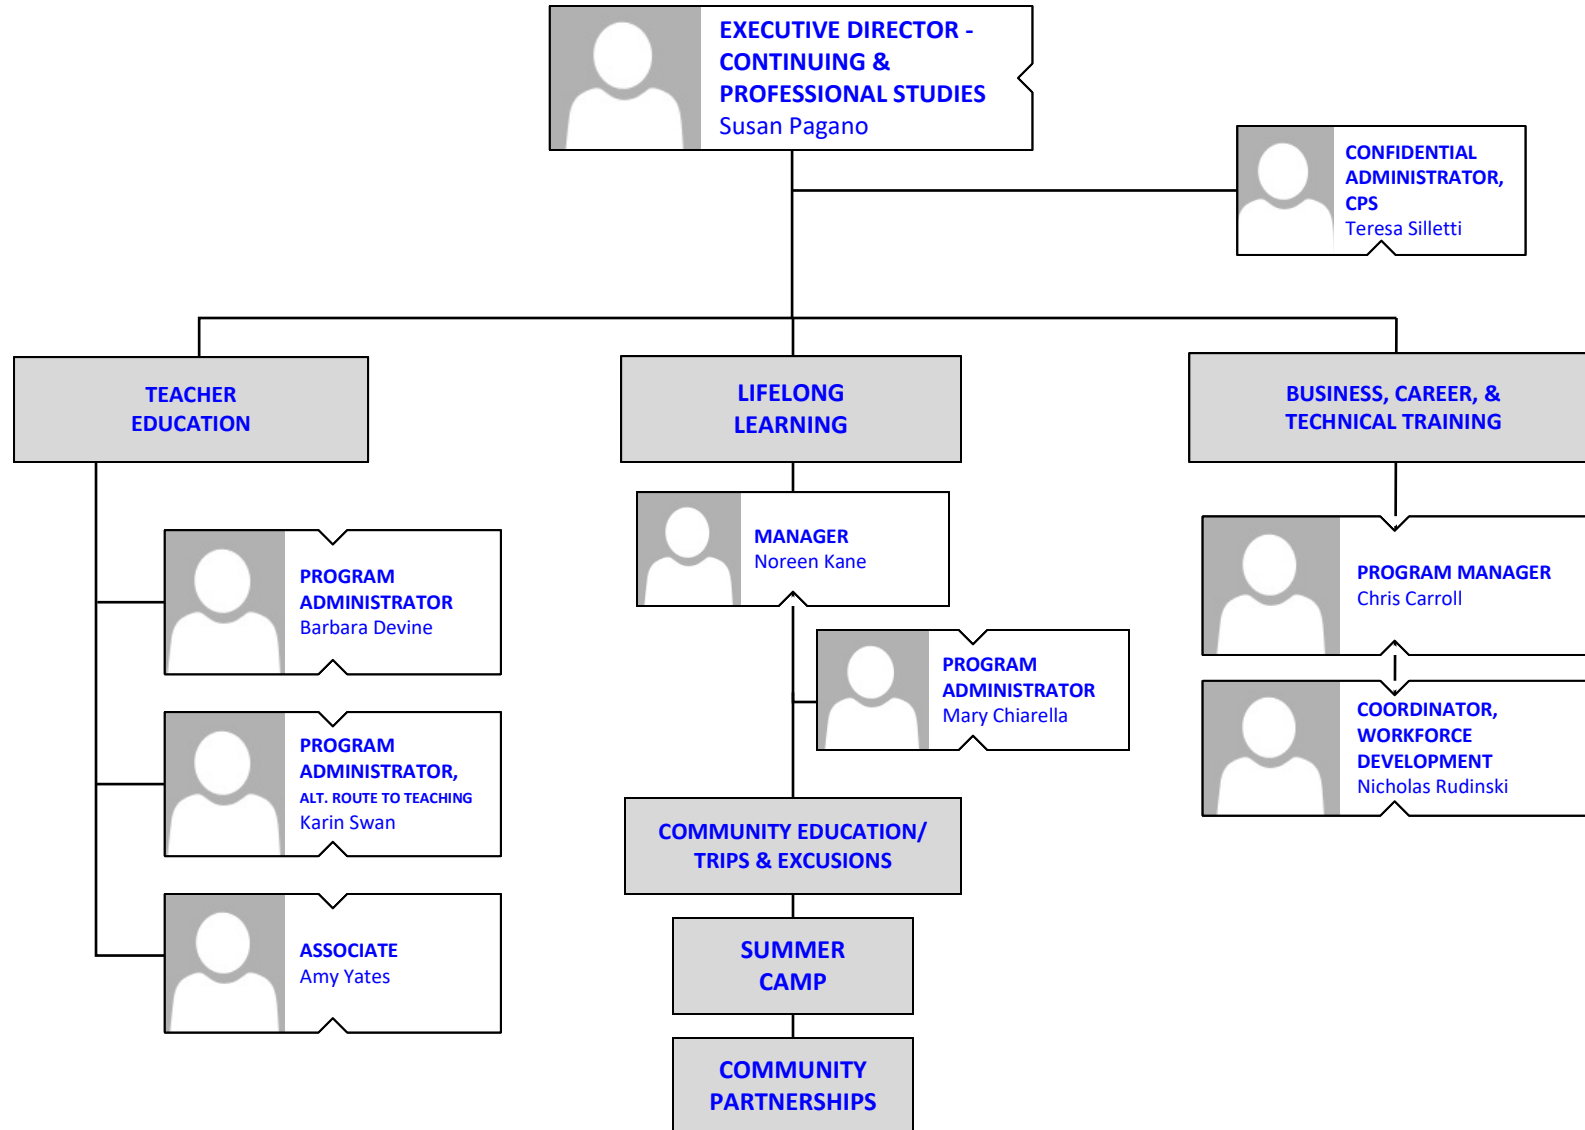 EXECUTIVE DIRECTOR -
CONTINUING &
PROFESSIONAL STUDIES
Susan Pagano
CONFIDENTIAL
ADMINISTRATOR,
CPS
Teresa Silletti
TEACHER
EDUCATION
LIFELONG
LEARNING
BUSINESS, CAREER, &
TECHNICAL TRAINING
PROGRAM
ADMINISTRATOR
Barbara Devine
PROGRAM
ADMINISTRATOR,
ALT. ROUTE TO TEACHING
Karin Swan
ASSOCIATE
Amy Yates
MANAGER
Noreen Kane
PROGRAM
ADMINISTRATOR
Mary Chiarella
COMMUNITY EDUCATION/
TRIPS & EXCUSIONS
SUMMER
CAMP
COMMUNITY
PARTNERSHIPS
PROGRAM MANAGER
Chris Carroll
COORDINATOR,
WORKFORCE
DEVELOPMENT
Nicholas Rudinski